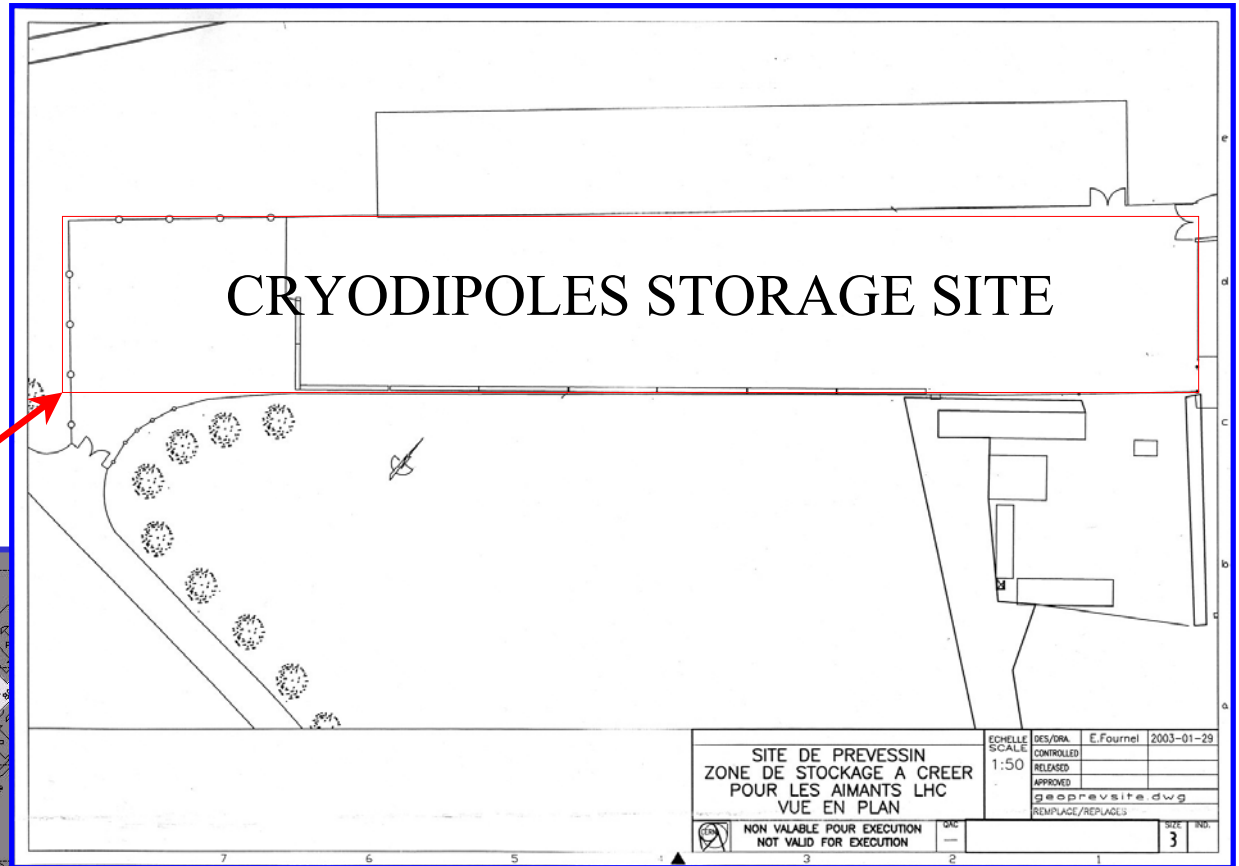 e
CRYODIPOLES STORAGE SITE
d
c
b
a
SITE DE PREVESSIN
ZONE DE STOCKAGE A CREER
POUR LES AIMANTS LHC
VUE EN PLAN
ECHELLE
SCALE
1:50
DES/DRA. E.Fournel 2003-01-29
CONTROLLED
RELEASED
APPROVED
geoprevsite.dwg
REMPLACE/REPLACES
CERN
NON VALABLE POUR EXECUTION
NOT VALID FOR EXECUTION
QAC
—
SIZE
3
IND.
7 6 5 4 3 2 1